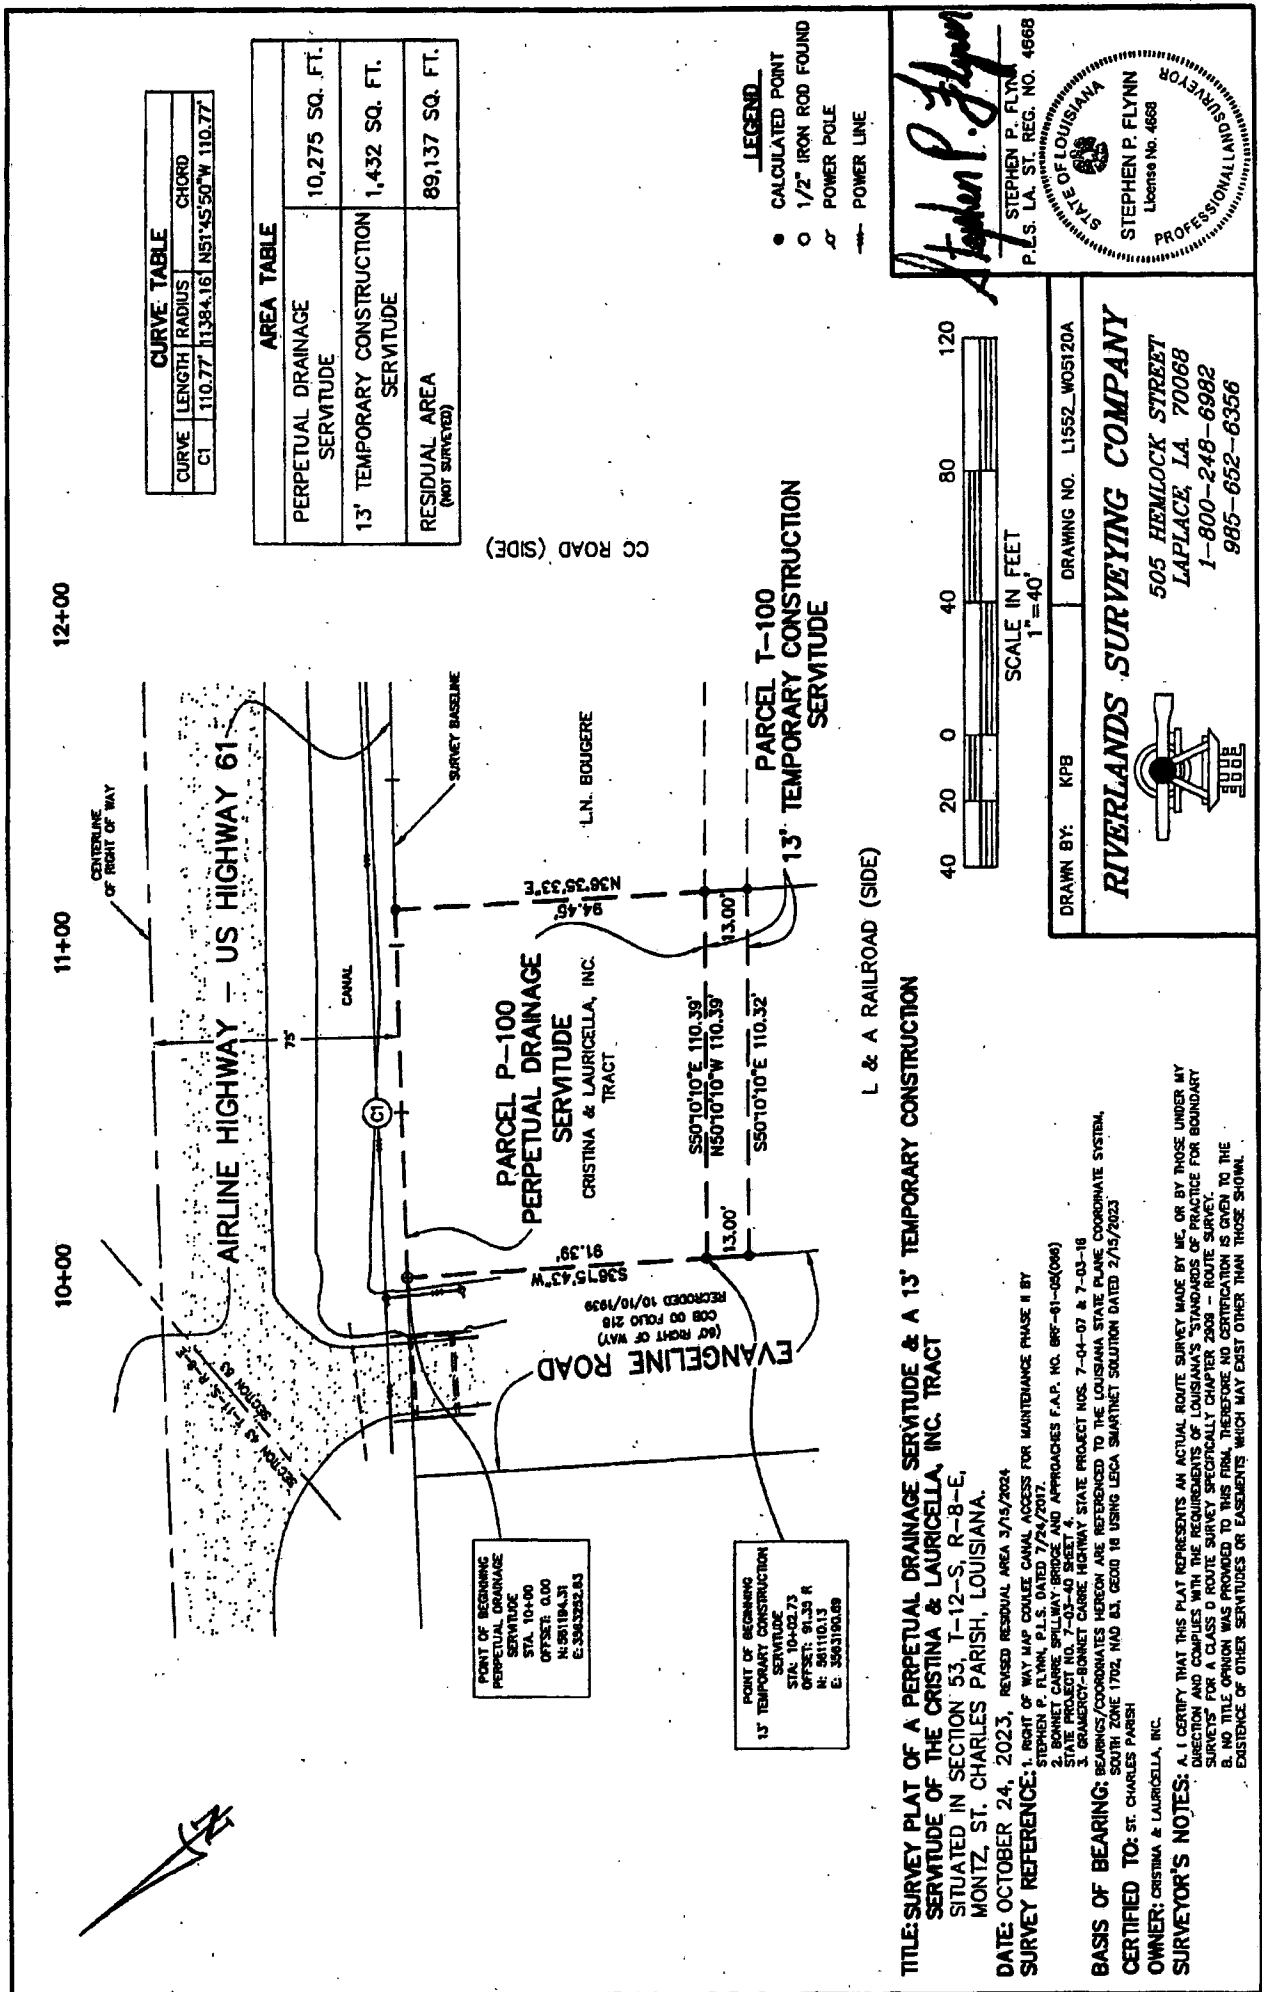 10+00
11+00
12+00
CENTERLINE
OF RIGHT OF WAY
AIRLINE HIGHWAY - US HIGHWAY 61
75'
CANAL
C1
SURVEY BASELINE
SECTION 43 T-11-S, R-8-E
SECTION 53
CURVE TABLE
CURVE LENGTH RADIUS CHORD
C1 110.77' 11384.16' N51°45'50"W 110.77'
AREA TABLE
PERPETUAL DRAINAGE SERVITUDE 10,275 SQ. FT.
13' TEMPORARY CONSTRUCTION SERVITUDE 1,432 SQ. FT.
RESIDUAL AREA (NOT SURVEYED) 89,137 SQ. FT.
CC ROAD (SIDE)
POINT OF BEGINNING
PERPETUAL DRAINAGE
SERVITUDE
STA. 10+00
OFFSET: 0.00
N:561194.31
E:3563252.83
EVANGELINE ROAD
(60' RIGHT OF WAY)
COB 00 FOLIO 216
RECRODED 10/10/1939
S36°15'43"W
91.39'
PARCEL P-100
PERPETUAL DRAINAGE
SERVITUDE
CRISTINA & LAURICELLA, INC.
TRACT
N36°35'33"E
94.46'
L.N. BOUGERE
S50°10'10"E 110.39'
N50°10'10"W 110.39'
13.00'
13.00'
S50°10'10"E 110.32'
PARCEL T-100
13' TEMPORARY CONSTRUCTION
SERVITUDE
POINT OF BEGINNING
13' TEMPORARY CONSTRUCTION
SERVITUDE
STA: 10+02.73
OFFSET: 91.35 R
N: 561110.13
E: 3563190.69
L & A RAILROAD (SIDE)
LEGEND
CALCULATED POINT
1/2" IRON ROD FOUND
POWER POLE
POWER LINE
40 20 0 40 80 120
SCALE IN FEET
1"=40'
TITLE: SURVEY PLAT OF A PERPETUAL DRAINAGE SERVITUDE & A 13' TEMPORARY CONSTRUCTION
SERVITUDE OF THE CRISTINA & LAURICELLA, INC. TRACT
SITUATED IN SECTION 53, T-12-S, R-8-E,
MONTZ, ST. CHARLES PARISH, LOUISIANA.
DATE: OCTOBER 24, 2023, REVISED RESIDUAL AREA 3/15/2024
SURVEY REFERENCE: 1. RIGHT OF WAY MAP COULEE CANAL ACCESS FOR MAINTENANCE PHASE II BY
STEPHEN P. FLYNN, P.L.S. DATED 7/24/2017.
2. BONNET CARRE SPILLWAY BRIDGE AND APPROACHES F.A.P. NO. BRF-61-05(066)
STATE PROJECT NO. 7-03-40 SHEET 4.
3. GRAMERCY-BONNET CARRE HIGHWAY STATE PROJECT NOS. 7-04-07 & 7-03-16
BASIS OF BEARING: BEARINGS/COORDINATES HEREON ARE REFERENCED TO THE LOUISIANA STATE PLANE COORDINATE SYSTEM,
SOUTH ZONE 1702, NAD 83, GEOID 18 USING LEICA SMARTNET SOLUTION DATED 2/15/2023
CERTIFIED TO: ST. CHARLES PARISH
OWNER: CRISTINA & LAURICELLA, INC.
SURVEYOR'S NOTES: A. I CERTIFY THAT THIS PLAT REPRESENTS AN ACTUAL ROUTE SURVEY MADE BY ME, OR BY THOSE UNDER MY
DIRECTION AND COMPLIES WITH THE REQUIREMENTS OF LOUISIANA'S "STANDARDS OF PRACTICE FOR BOUNDARY
SURVEYS" FOR A CLASS D ROUTE SURVEY SPECIFICALLY CHAPTER 2909 - ROUTE SURVEY.
B. NO TITLE OPINION WAS PROVIDED TO THIS FIRM, THEREFORE NO CERTIFICATION IS GIVEN TO THE
EXISTENCE OF OTHER SERVITUDES OR EASEMENTS WHICH MAY EXIST OTHER THAN THOSE SHOWN.
DRAWN BY: KPB DRAWING NO. L1552_WO5120A
RIVERLANDS SURVEYING COMPANY
505 HEMLOCK STREET
LAPLACE, LA 70068
1-800-248-6982
985-652-6356
Stephen P. Flynn
STEPHEN P. FLYNN
P.L.S. LA. ST. REG. NO. 4668
STATE OF LOUISIANA
STEPHEN P. FLYNN
License No. 4668
PROFESSIONAL LAND SURVEYOR
N